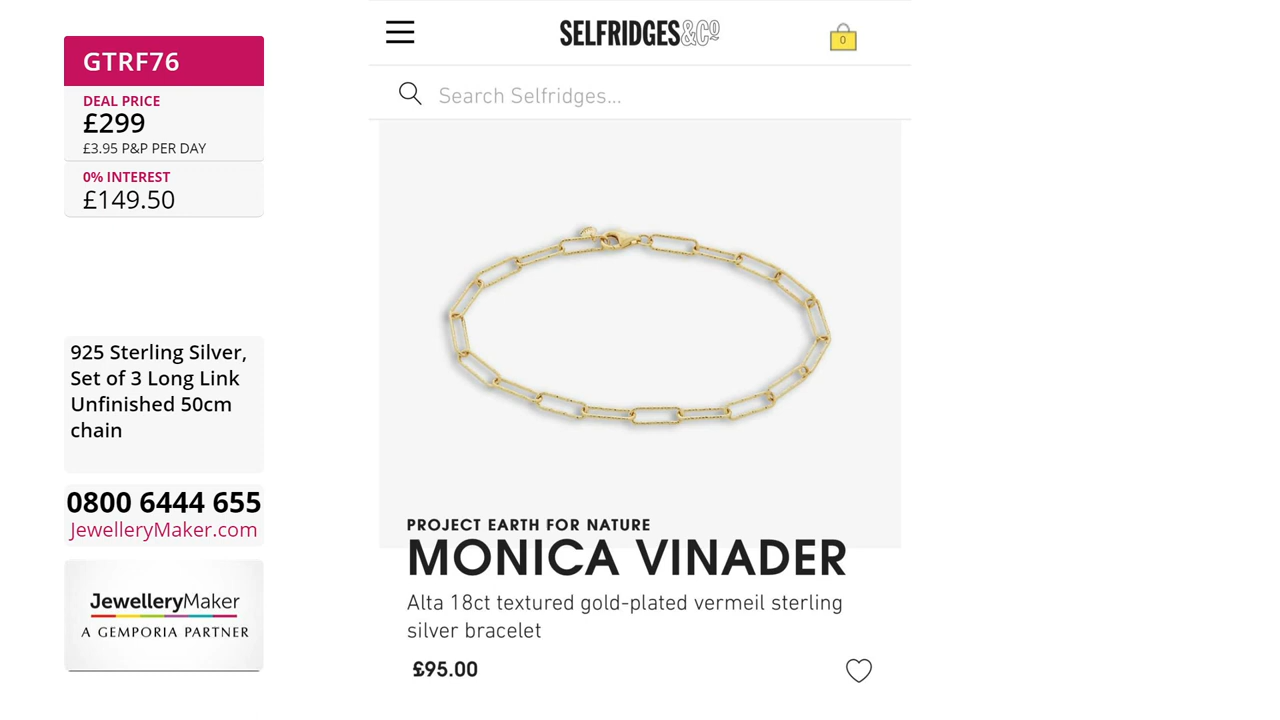 GTRF76
DEAL PRICE
£299
£3.95 P&P PER DAY
0% INTEREST
£149.50
925 Sterling Silver,
Set of 3 Long Link
Unfinished 50cm
chain
0800 6444 655
JewelleryMaker.com
JewelleryMaker
A GEMPORIA PARTNER
SELFRIDGES&Cº
0
Search Selfridges...
PROJECT EARTH FOR NATURE
MONICA VINADER
Alta 18ct textured gold-plated vermeil sterling
silver bracelet
£95.00